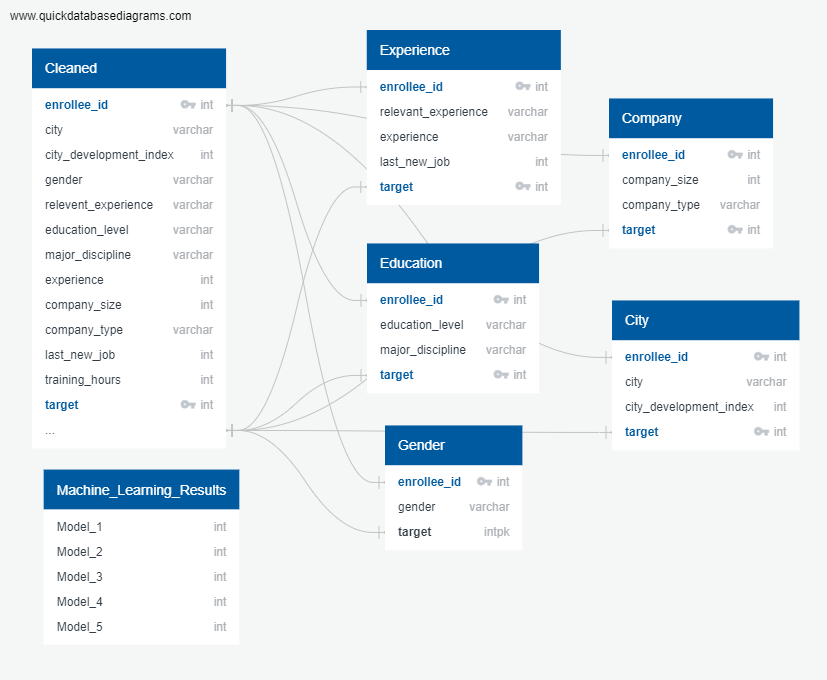 www.quickdatabasediagrams.com
Cleaned
enrollee_id int
city varchar
city_development_index int
gender varchar
relevent_experience varchar
education_level varchar
major_discipline varchar
experience int
company_size int
company_type varchar
last_new_job int
training_hours int
target int
...
Machine_Learning_Results
Model_1 int
Model_2 int
Model_3 int
Model_4 int
Model_5 int
Experience
enrollee_id int
relevant_experience varchar
experience varchar
last_new_job int
target int
Education
enrollee_id int
education_level varchar
major_discipline varchar
target int
Gender
enrollee_id int
gender varchar
target intpk
Company
enrollee_id int
company_size int
company_type varchar
target int
City
enrollee_id int
city varchar
city_development_index int
target int